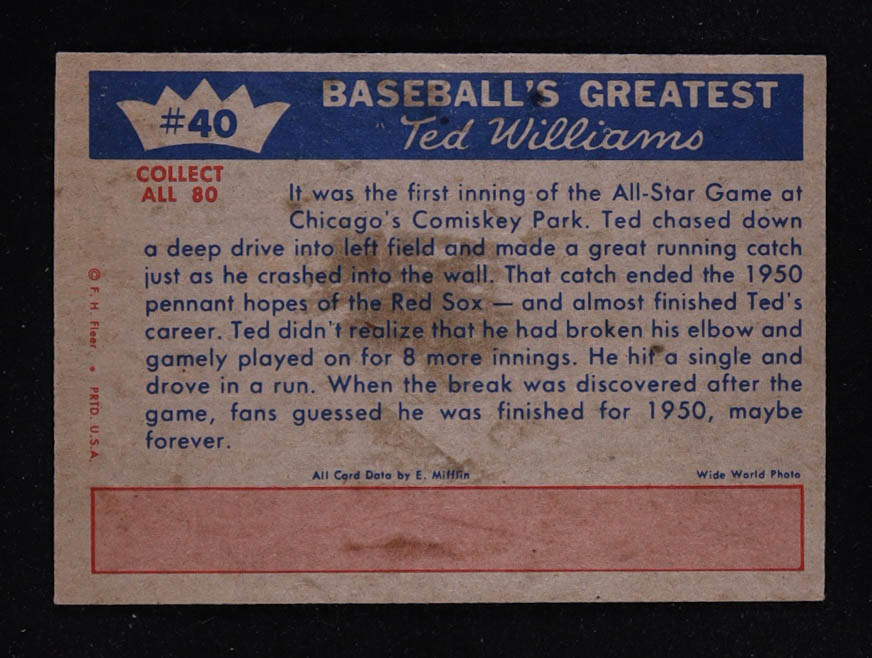 #40
BASEBALL'S GREATEST
Ted Williams
COLLECT
ALL 80
It was the first inning of the All-Star Game at
Chicago's Comiskey Park. Ted chased down
a deep drive into left field and made a great running catch
just as he crashed into the wall. That catch ended the 1950
pennant hopes of the Red Sox — and almost finished Ted's
career. Ted didn't realize that he had broken his elbow and
gamely played on for 8 more innings. He hit a single and
drove in a run. When the break was discovered after the
game, fans guessed he was finished for 1950, maybe
forever.
© F. H. Fleer • PRTD. U.S.A.
All Card Data by E. Mifflin
Wide World Photo